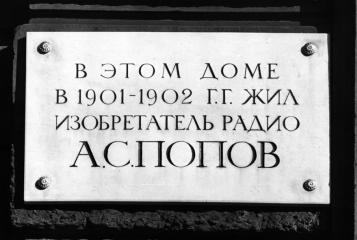 В ЭТОМ ДОМЕ
В 1901-1902 Г.Г. ЖИЛ
ИЗОБРЕТАТЕЛЬ РАДИО
А.С.ПОПОВ